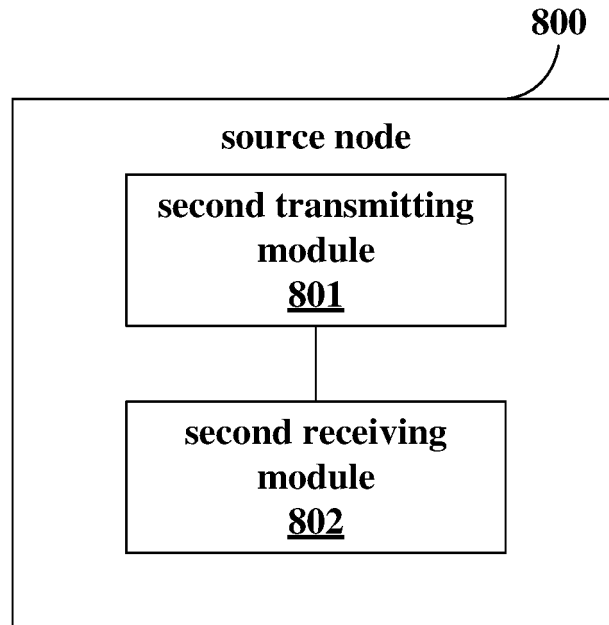 800
source node
second transmitting
module
801
second receiving
module
802